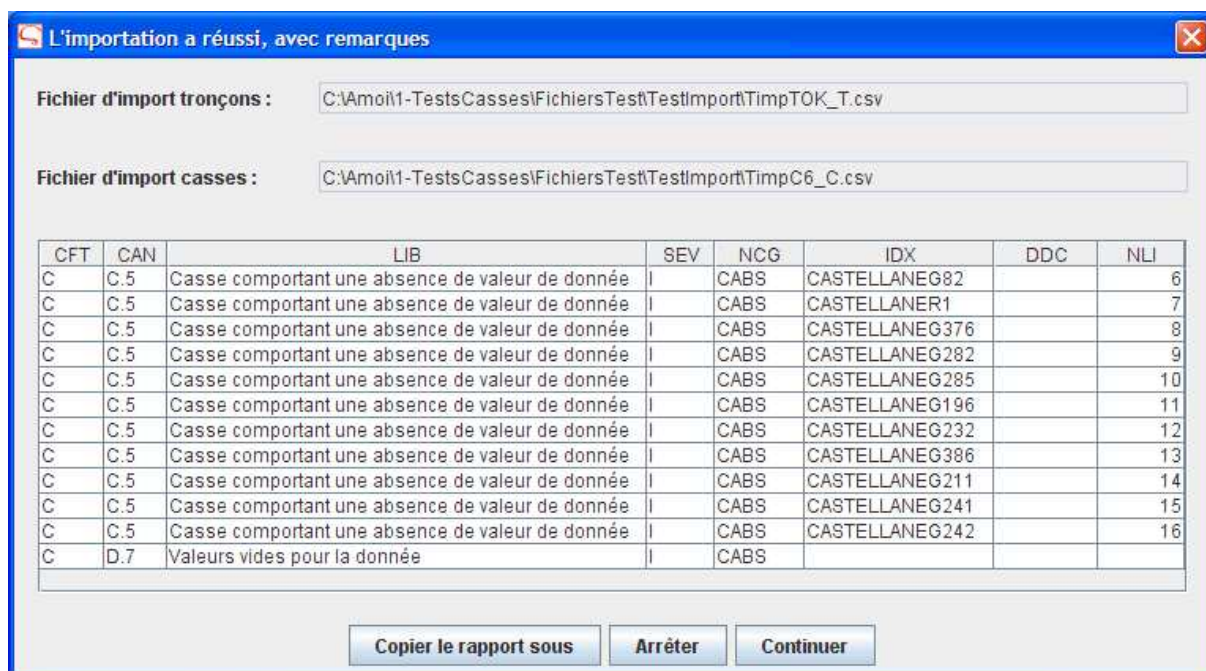 L'importation a réussi, avec remarques
Fichier d'import tronçons : C:\Amoi\1-TestsCasses\FichiersTest\TestImport\TimpTOK_T.csv
Fichier d'import casses : C:\Amoi\1-TestsCasses\FichiersTest\TestImport\TimpC6_C.csv
CFT CAN LIB SEV NCG IDX DDC NLI
C C.5 Casse comportant une absence de valeur de donnée I CABS CASTELLANEG82 6
C C.5 Casse comportant une absence de valeur de donnée I CABS CASTELLANER1 7
C C.5 Casse comportant une absence de valeur de donnée I CABS CASTELLANEG376 8
C C.5 Casse comportant une absence de valeur de donnée I CABS CASTELLANEG282 9
C C.5 Casse comportant une absence de valeur de donnée I CABS CASTELLANEG285 10
C C.5 Casse comportant une absence de valeur de donnée I CABS CASTELLANEG196 11
C C.5 Casse comportant une absence de valeur de donnée I CABS CASTELLANEG232 12
C C.5 Casse comportant une absence de valeur de donnée I CABS CASTELLANEG386 13
C C.5 Casse comportant une absence de valeur de donnée I CABS CASTELLANEG211 14
C C.5 Casse comportant une absence de valeur de donnée I CABS CASTELLANEG241 15
C C.5 Casse comportant une absence de valeur de donnée I CABS CASTELLANEG242 16
C D.7 Valeurs vides pour la donnée I CABS
Copier le rapport sous Arrêter Continuer